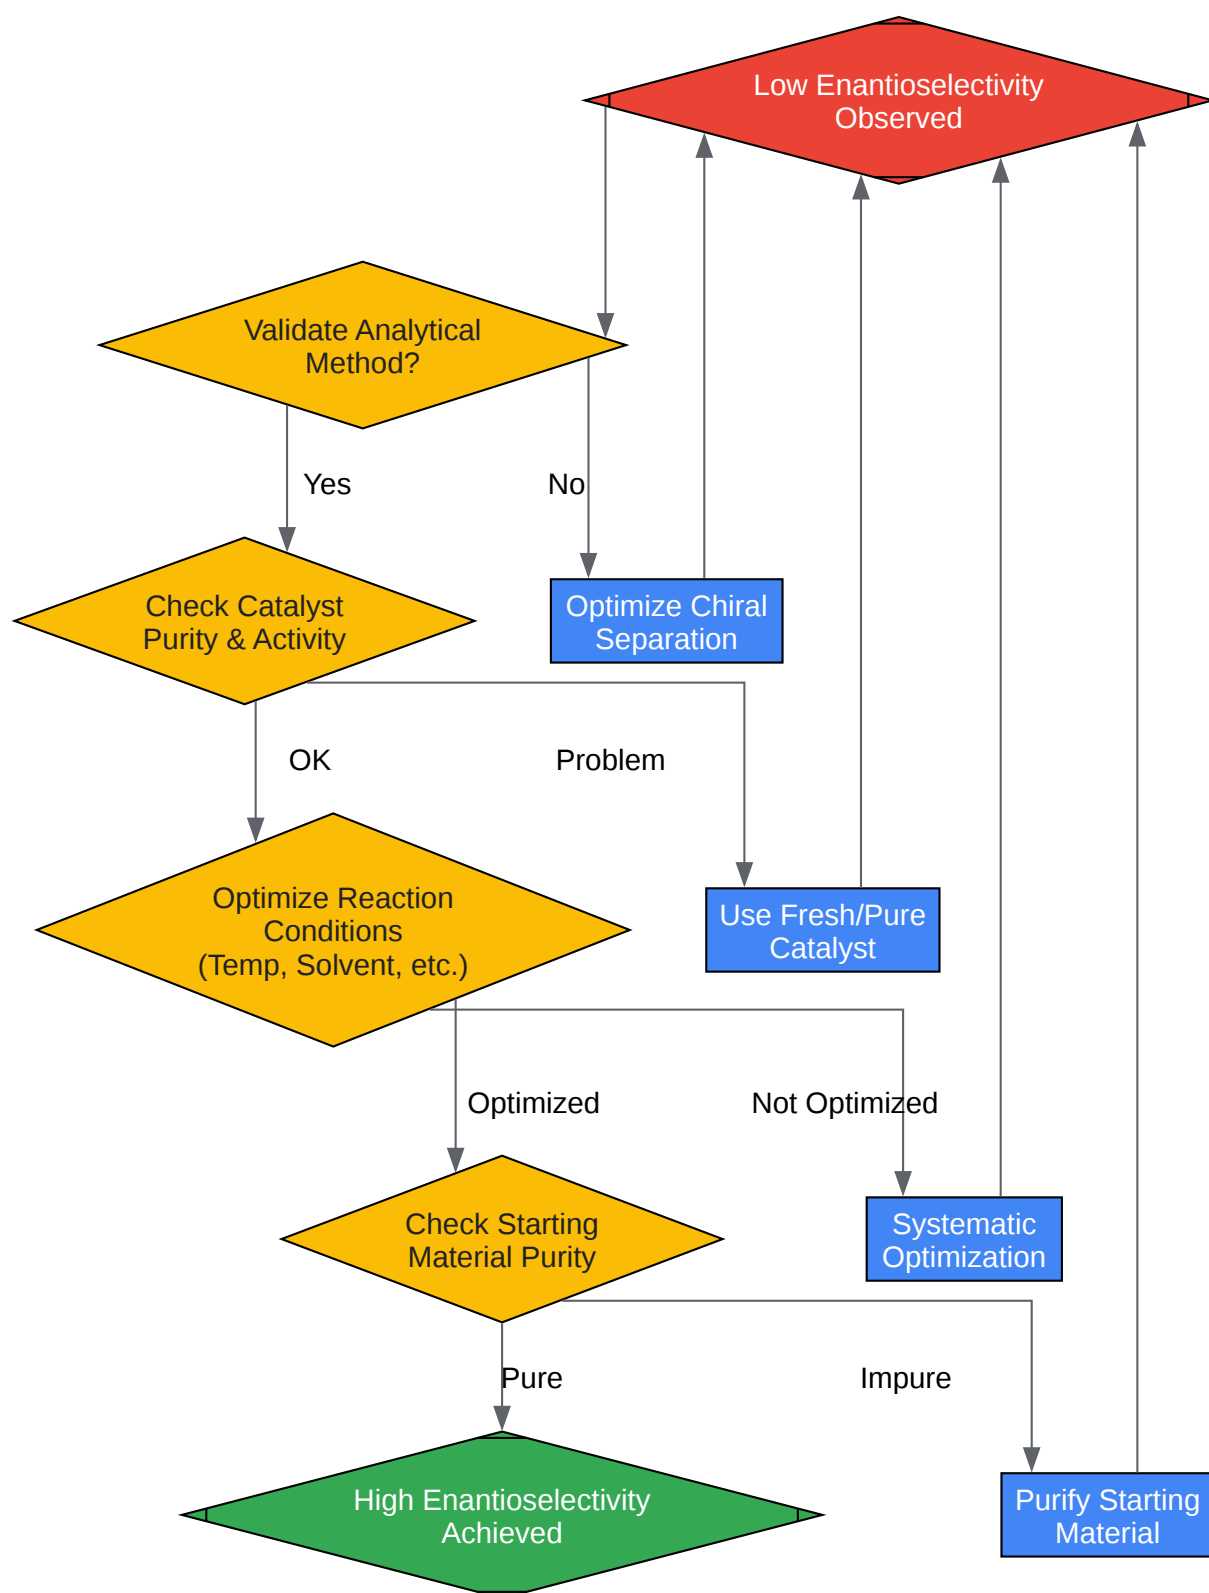 Low Enantioselectivity
Observed
Validate Analytical
Method?
Yes
No
Check Catalyst
Purity & Activity
Optimize Chiral
Separation
OK
Problem
Optimize Reaction
Conditions
(Temp, Solvent, etc.)
Use Fresh/Pure
Catalyst
Optimized
Not Optimized
Check Starting
Material Purity
Systematic
Optimization
Pure
Impure
High Enantioselectivity
Achieved
Purify Starting
Material